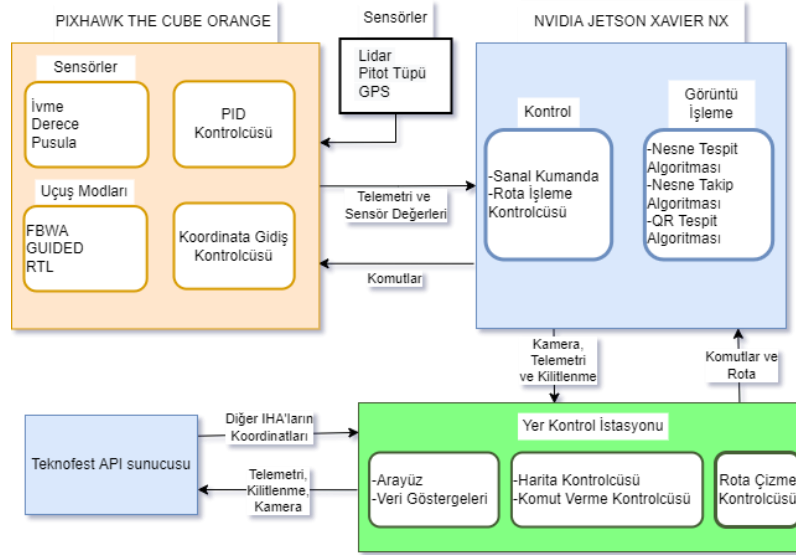 PIXHAWK THE CUBE ORANGE
Sensörler
İvme
Derece
Pusula
PID
Kontrolcüsü
Uçuş Modları
FBWA
GUIDED
RTL
Koordinata Gidiş
Kontrolcüsü
Sensörler
Lidar
Pitot Tüpü
GPS
Telemetri ve
Sensör Değerleri
Komutlar
NVIDIA JETSON XAVIER NX
Kontrol
-Sanal Kumanda
-Rota İşleme
Kontrolcüsü
Görüntü
İşleme
-Nesne Tespit
Algoritması
-Nesne Takip
Algoritması
-QR Tespit
Algoritması
Kamera,
Telemetri
ve Kilitlenme
Komutlar ve
Rota
Teknofest API sunucusu
Diğer IHA'ların
Koordinatları
Telemetri,
Kilitlenme,
Kamera
Yer Kontrol İstasyonu
-Arayüz
-Veri Göstergeleri
-Harita Kontrolcüsü
-Komut Verme Kontrolcüsü
Rota Çizme
Kontrolcüsü